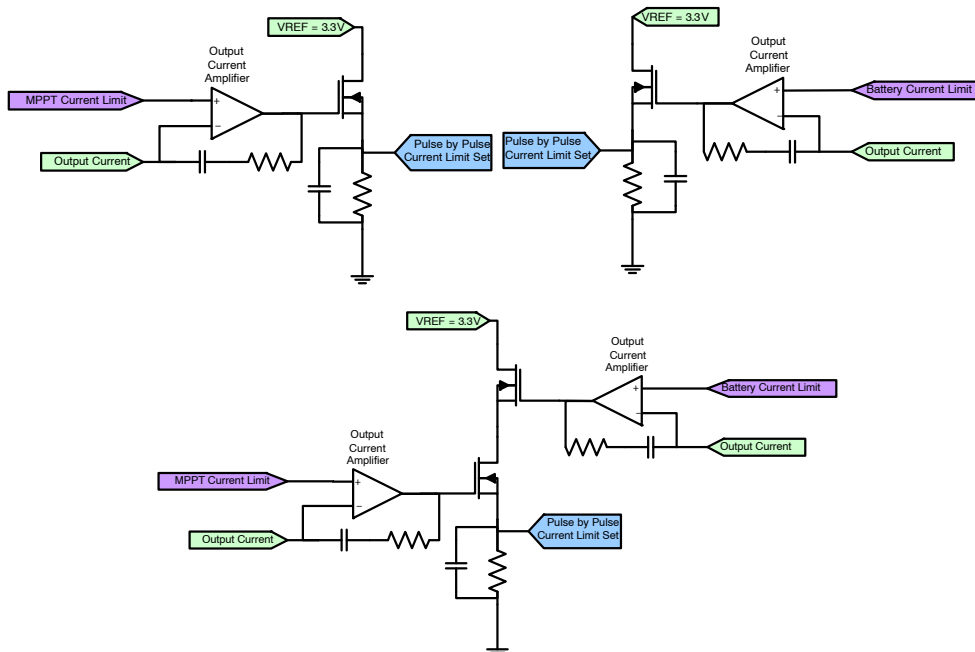 VREF = 3.3V
Output
Current
Amplifier
MPPT Current Limit
+
−
Output Current
Pulse by Pulse
Current Limit Set
VREF = 3.3V
Output
Current
Amplifier
Battery Current Limit
+
−
Output Current
Pulse by Pulse
Current Limit Set
VREF = 3.3V
Output
Current
Amplifier
Battery Current Limit
+
−
Output Current
Output
Current
Amplifier
MPPT Current Limit
+
−
Output Current
Pulse by Pulse
Current Limit Set